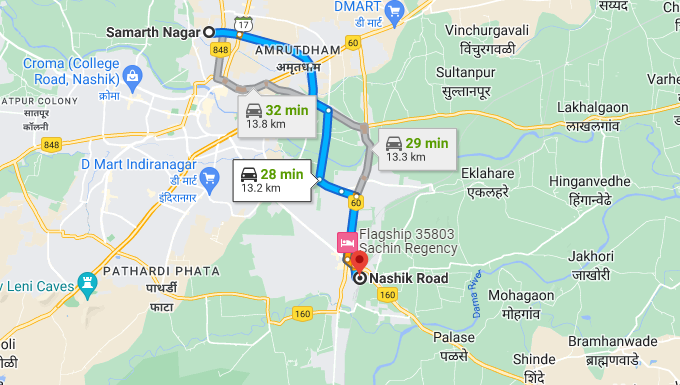 DMART
डी मार्ट
सय्यद
Samarth Nagar
17
Vinchurgavali
विंचुरगवळी
848
AMRUTDHAM
अमृतधाम
60
Croma (College
Road, Nashik)
क्रोमा
Sultanpur
सुल्तानपूर
Varhe
ATPUR COLONY
सातपूर
कॉलनी
32 min
13.8 km
Lakhalgaon
लाखलगांव
848
29 min
13.3 km
D Mart Indiranagar
डी मार्ट
इंदिरानगर
28 min
13.2 km
Eklahare
एकलहरे
Hinganvedhe
हिंगानवेढे
60
Flagship 35803
Sachin Regency
Jakhori
जाखोरी
PATHARDI PHATA
पाथर्डी
फाटा
y Leni Caves
Nashik Road
Darna River
160
Mohagaon
मोहगांव
160
Palase
पळसे
Bramhanwade
ब्राह्मणवाडे
oli
ोळी
Shinde
शिंदे